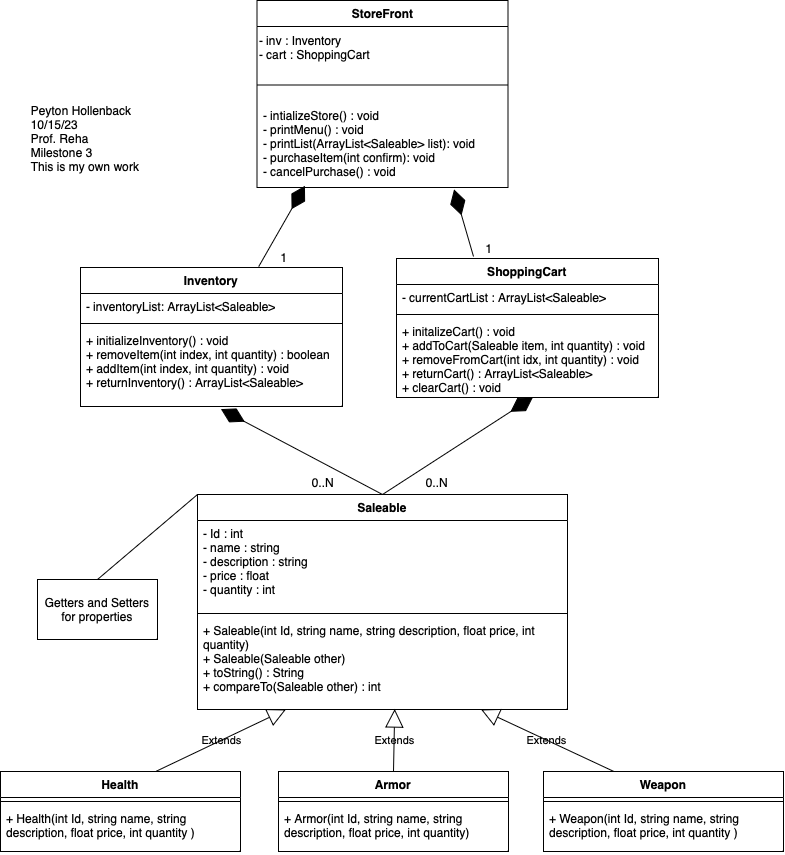 StoreFront
- inv : Inventory
- cart : ShoppingCart
- intializeStore() : void
- printMenu() : void
- printList(ArrayList<Saleable> list): void
- purchaseItem(int confirm): void
- cancelPurchase() : void
Peyton Hollenback
10/15/23
Prof. Reha
Milestone 3
This is my own work
1
1
Inventory
- inventoryList: ArrayList<Saleable>
+ initializeInventory() : void
+ removeItem(int index, int quantity) : boolean
+ addItem(int index, int quantity) : void
+ returnInventory() : ArrayList<Saleable>
ShoppingCart
- currentCartList : ArrayList<Saleable>
+ initalizeCart() : void
+ addToCart(Saleable item, int quantity) : void
+ removeFromCart(int idx, int quantity) : void
+ returnCart() : ArrayList<Saleable>
+ clearCart() : void
0..N
0..N
Saleable
- Id : int
- name : string
- description : string
- price : float
- quantity : int
+ Saleable(int Id, string name, string description, float price, int
quantity)
+ Saleable(Saleable other)
+ toString() : String
+ compareTo(Saleable other) : int
Getters and Setters
for properties
Extends
Extends
Extends
Health
+ Health(int Id, string name, string
description, float price, int quantity )
Armor
+ Armor(int Id, string name, string
description, float price, int quantity)
Weapon
+ Weapon(int Id, string name, string
description, float price, int quantity )